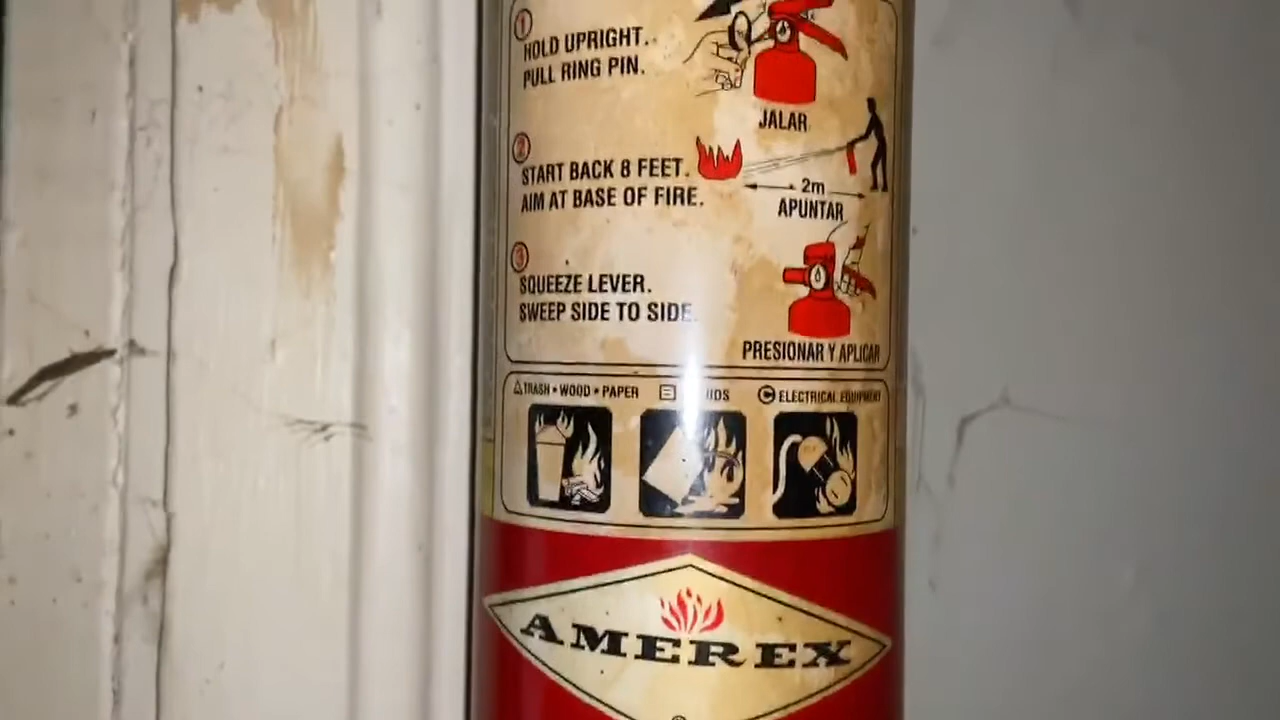 1
HOLD UPRIGHT.
PULL RING PIN.
JALAR
2
START BACK 8 FEET.
AIM AT BASE OF FIRE.
2m
APUNTAR
3
SQUEEZE LEVER.
SWEEP SIDE TO SIDE.
PRESIONAR Y APLICAR
A TRASH • WOOD • PAPER
B
C ELECTRICAL EQUIPMENT
AMEREX
®